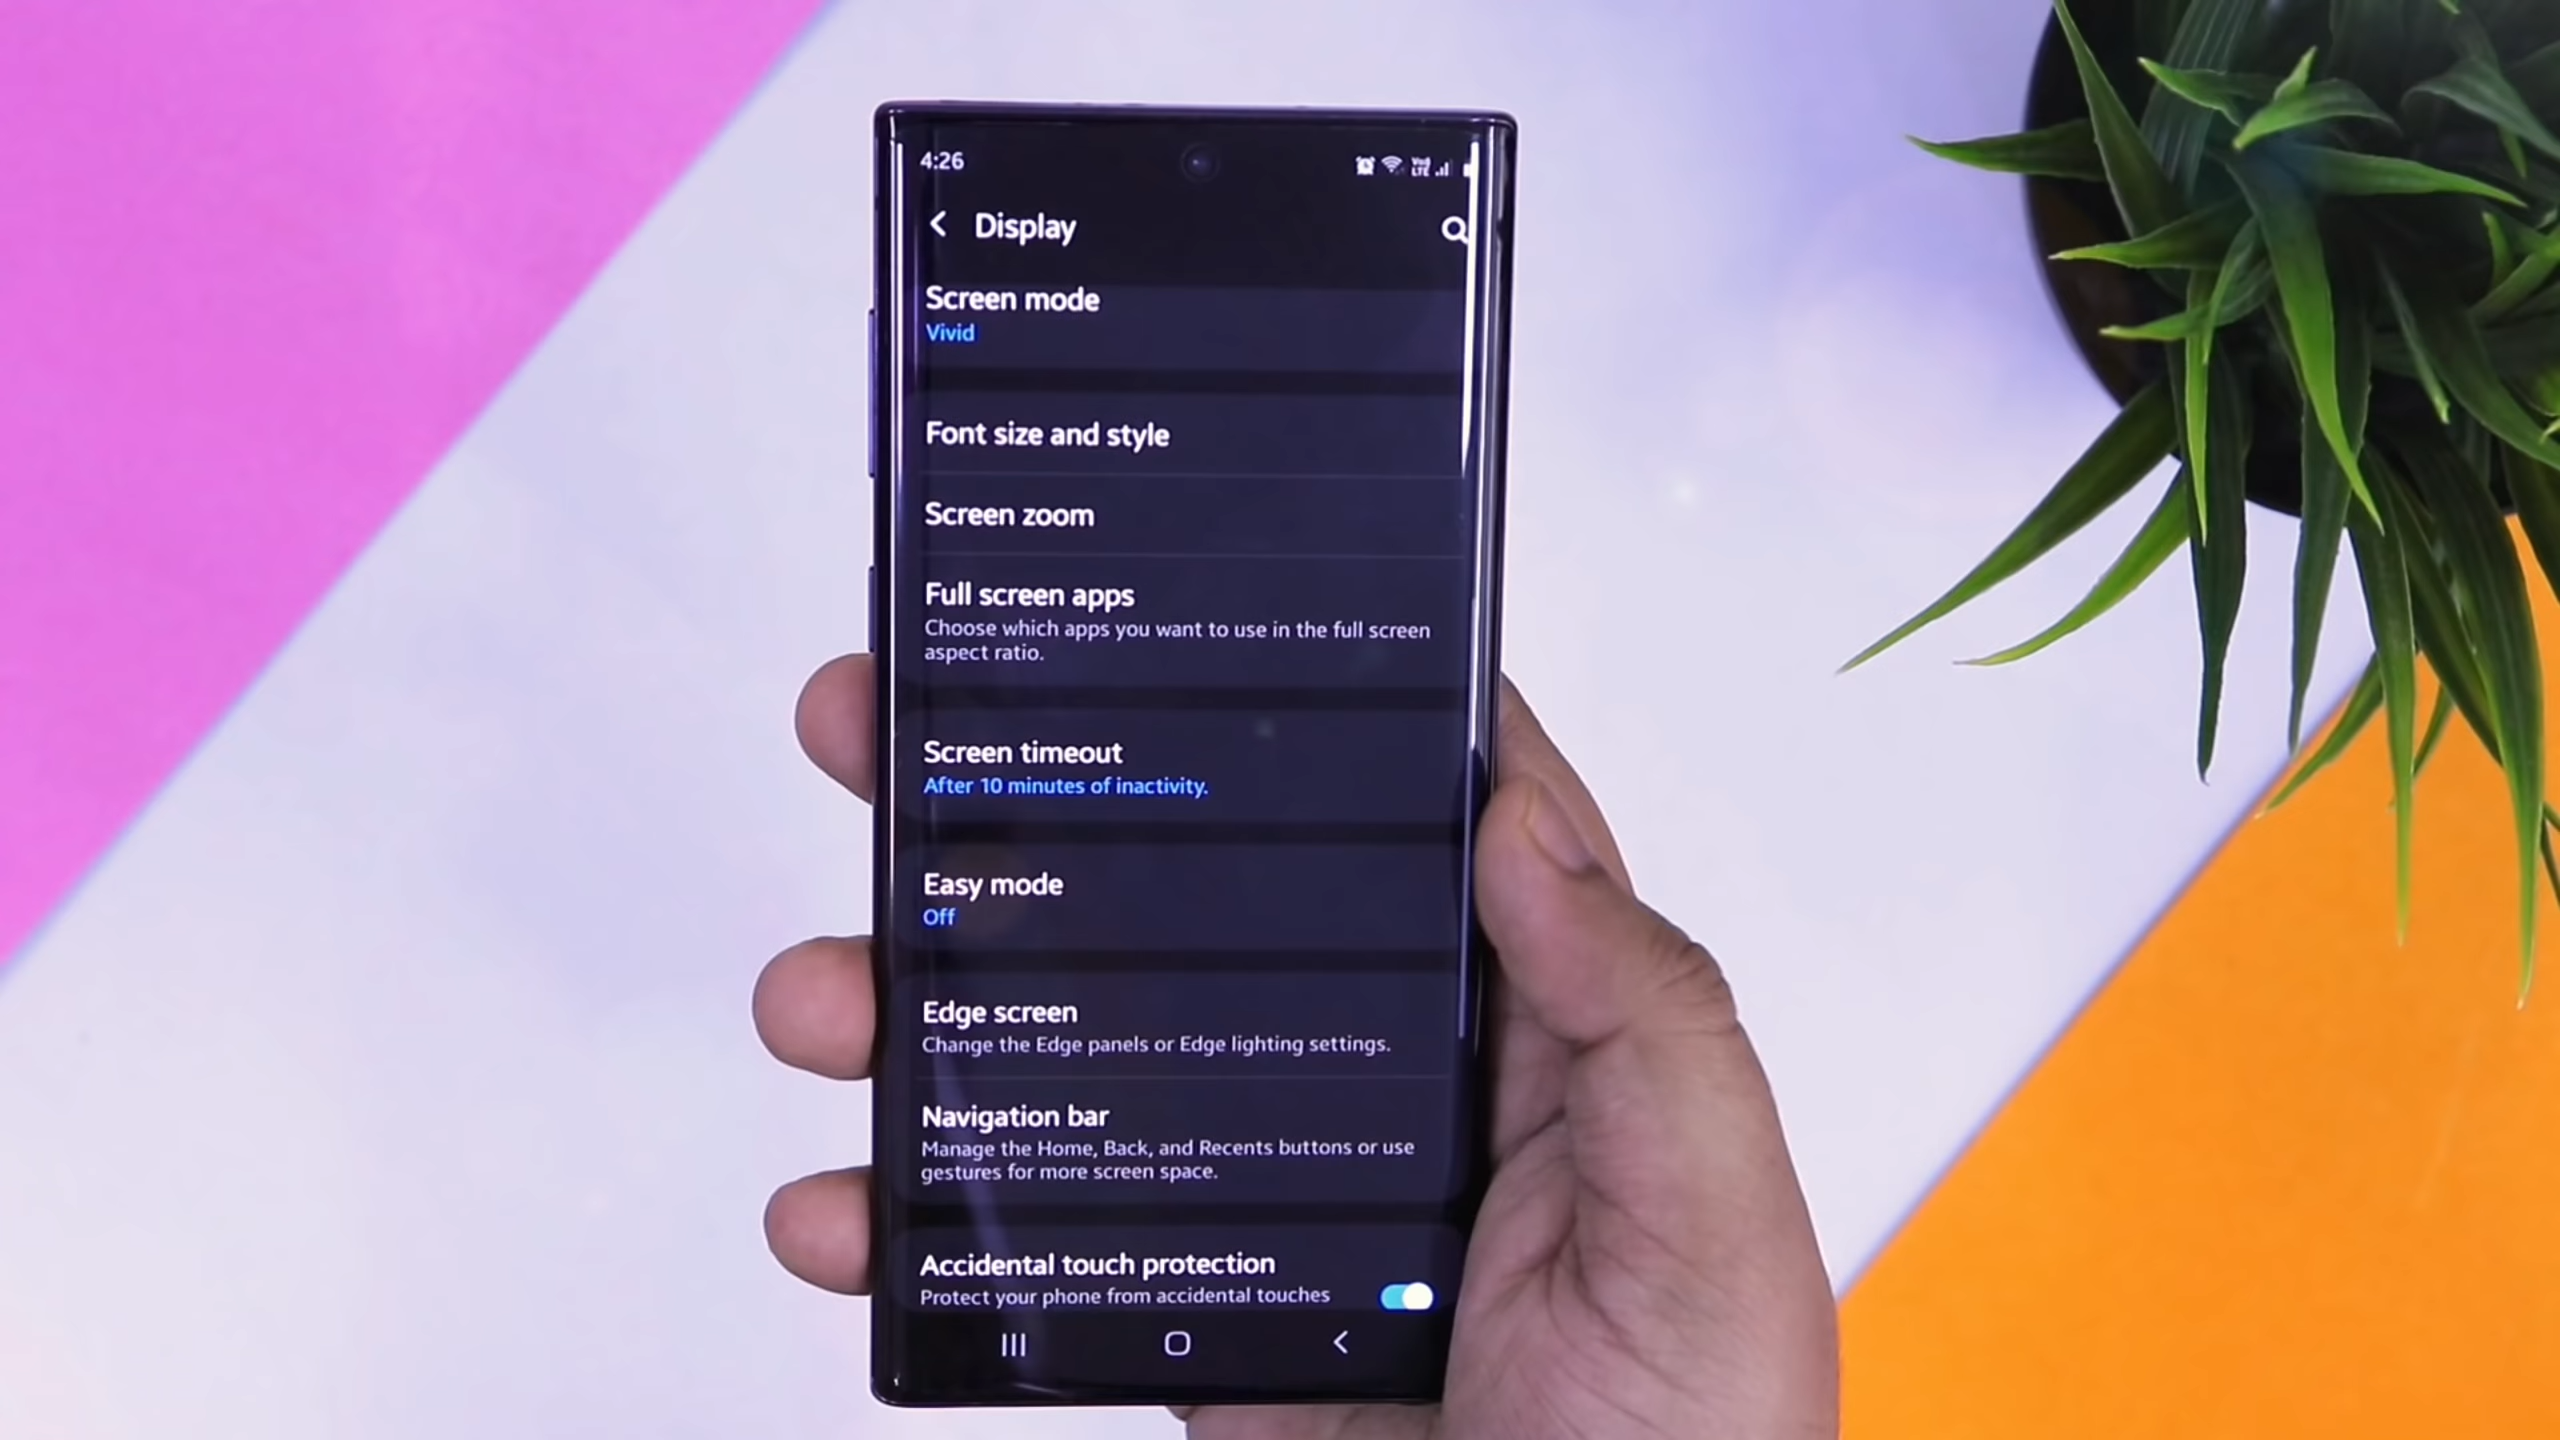 4:26
Vo)) LTE
Display
Screen mode
Vivid
Font size and style
Screen zoom
Full screen apps
Choose which apps you want to use in the full screen
aspect ratio.
Screen timeout
After 10 minutes of inactivity.
Easy mode
Off
Edge screen
Change the Edge panels or Edge lighting settings.
Navigation bar
Manage the Home, Back, and Recents buttons or use
gestures for more screen space.
Accidental touch protection
Protect your phone from accidental touches